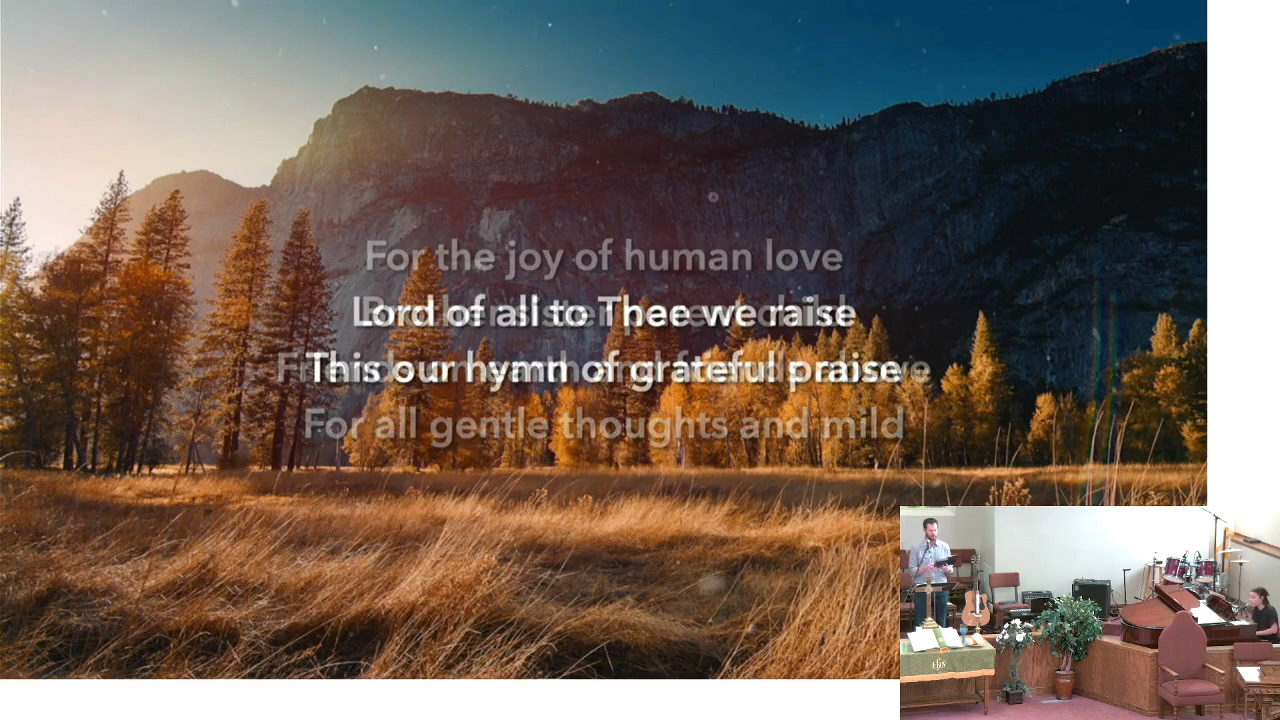 For the joy of human love
Lord of all to Thee we raise
This our hymn of grateful praise
For all gentle thoughts and mild